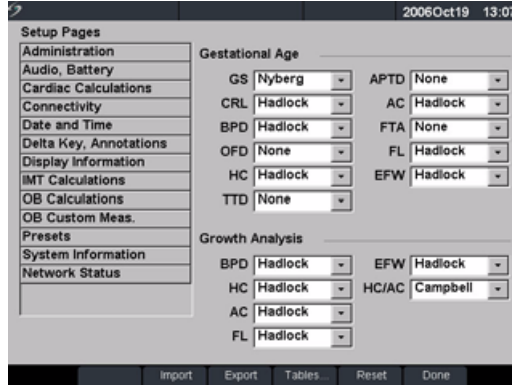 2006Oct19 13:07
Setup Pages
Administration
Audio, Battery
Cardiac Calculations
Connectivity
Date and Time
Delta Key, Annotations
Display Information
IMT Calculations
OB Calculations
OB Custom Meas.
Presets
System Information
Network Status
Gestational Age
GS Nyberg APTD None
CRL Hadlock AC Hadlock
BPD Hadlock FTA None
OFD None FL Hadlock
HC Hadlock EFW Hadlock
TTD None
Growth Analysis
BPD Hadlock EFW Hadlock
HC Hadlock HC/AC Campbell
AC Hadlock
FL Hadlock
Import Export Tables... Reset Done